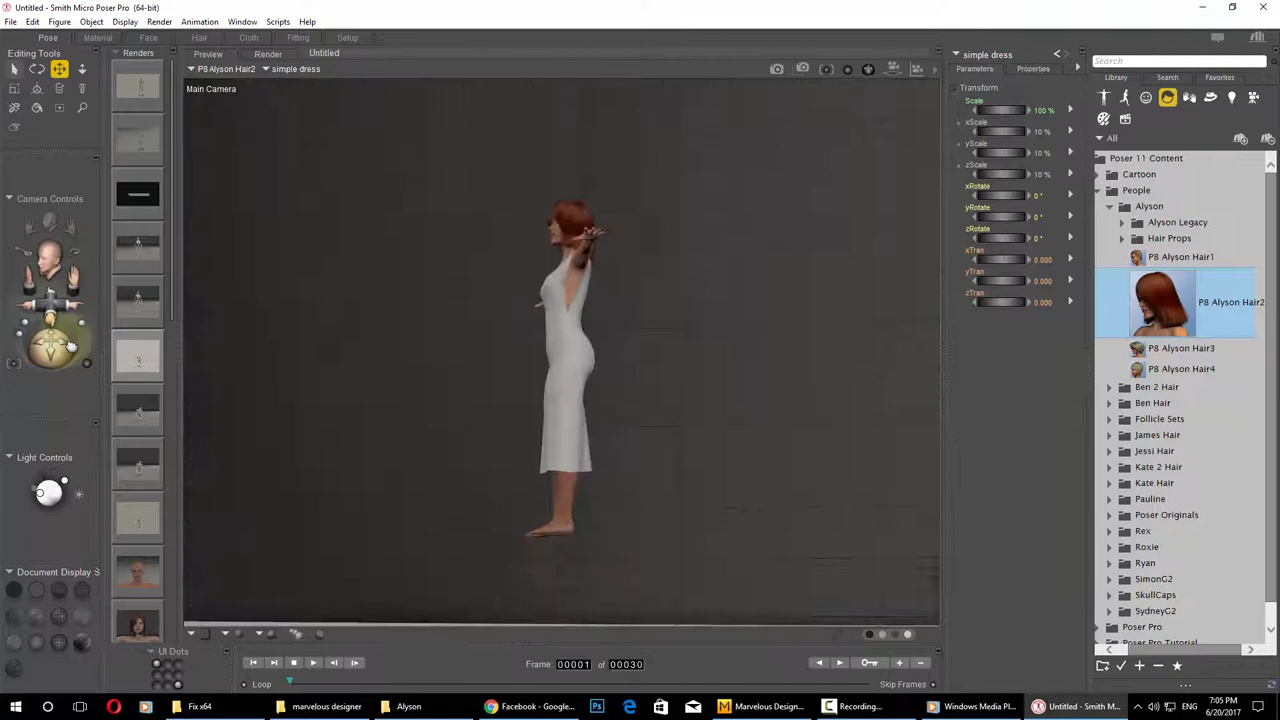 Untitled - Smith Micro Poser Pro (64-bit)
File Edit Figure Object Display Render Animation Window Scripts Help
Pose Material Face Hair Cloth Fitting Setup
Editing Tools
Renders
Preview Render Untitled
P8 Alyson Hair2 simple dress
Main Camera
Camera Controls
Light Controls
Document Display S
UI Dots
simple dress
Parameters Properties
Transform
Scale
100 %
xScale
10 %
yScale
10 %
zScale
10 %
xRotate
0 °
yRotate
0 °
zRotate
0 °
xTran
0.000
yTran
0.000
zTran
0.000
Search
Library Search Favorites
All
Poser 11 Content
Cartoon
People
Alyson
Alyson Legacy
Hair Props
P8 Alyson Hair1
P8 Alyson Hair2
P8 Alyson Hair3
P8 Alyson Hair4
Ben 2 Hair
Ben Hair
Follicle Sets
James Hair
Jessi Hair
Kate 2 Hair
Kate Hair
Pauline
Poser Originals
Rex
Roxie
Ryan
SimonG2
SkullCaps
SydneyG2
Poser Pro
Poser Pro Tutorial
Frame: 00001 of 00030
Loop
Skip Frames
Fix x64
marvelous designer
Alyson
Facebook - Google...
Marvelous Design...
Recording...
Windows Media Pl...
Untitled - Smith M...
7:05 PM
6/20/2017